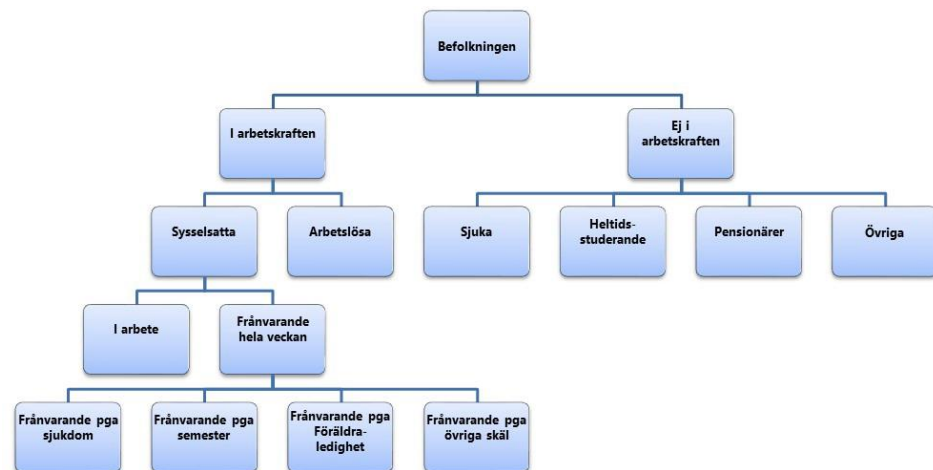 Befolkningen
I arbetskraften
Ej i
arbetskraften
Sysselsatta
Arbetslösa
Sjuka
Heltids-
studerande
Pensionärer
Övriga
I arbete
Frånvarande
hela veckan
Frånvarande pga
sjukdom
Frånvarande pga
semester
Frånvarande pga
Föräldra-
ledighet
Frånvarande pga
övriga skäl